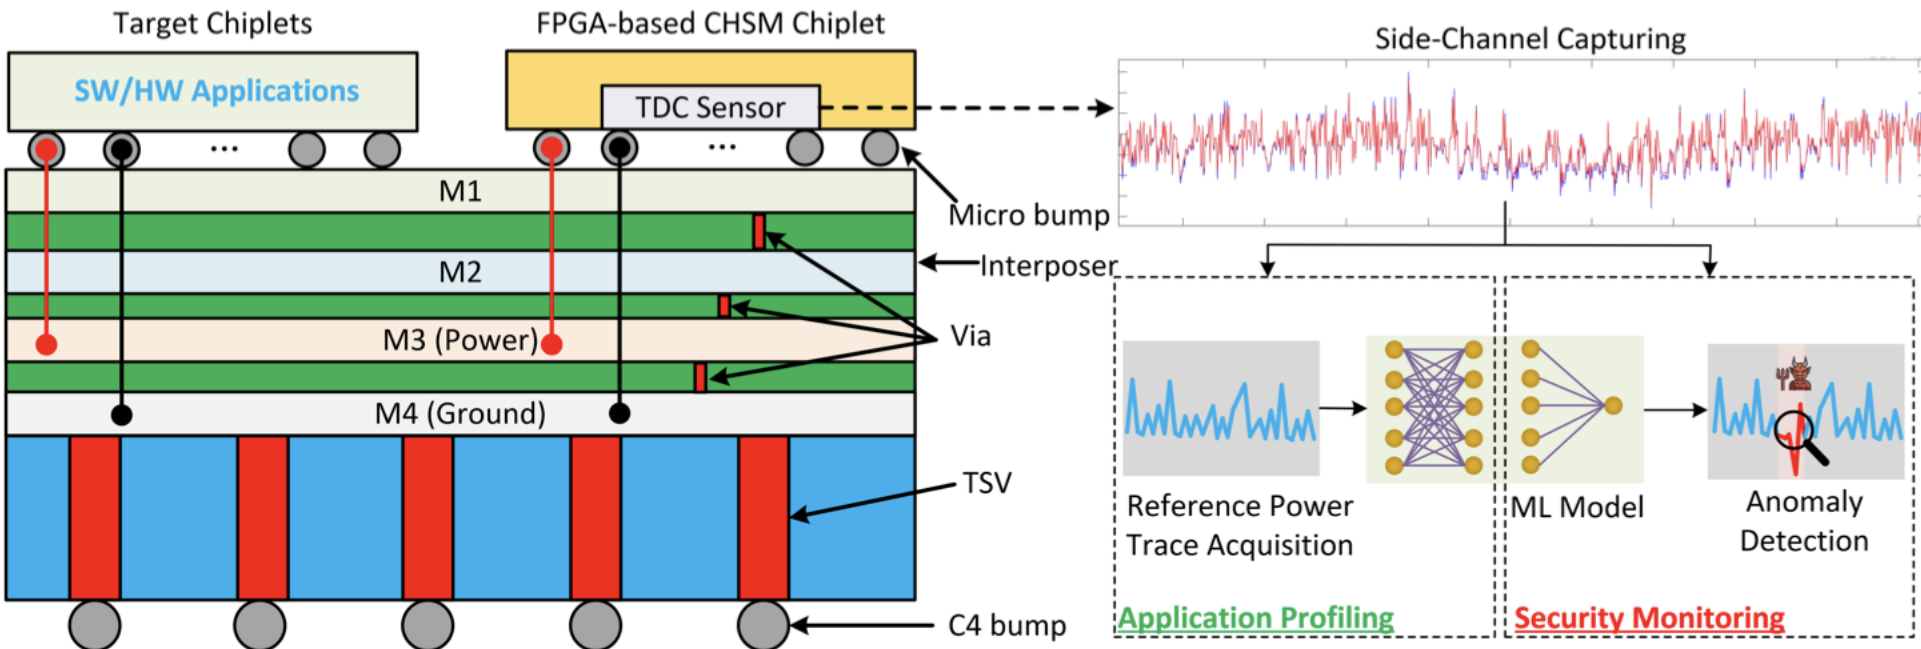 Target Chiplets
FPGA-based CHSM Chiplet
Side-Channel Capturing
SW/HW Applications
TDC Sensor
...
...
M1
Micro bump
M2
Interposer
M3 (Power)
Via
M4 (Ground)
TSV
C4 bump
Reference Power
Trace Acquisition
ML Model
Anomaly
Detection
Application Profiling
Security Monitoring